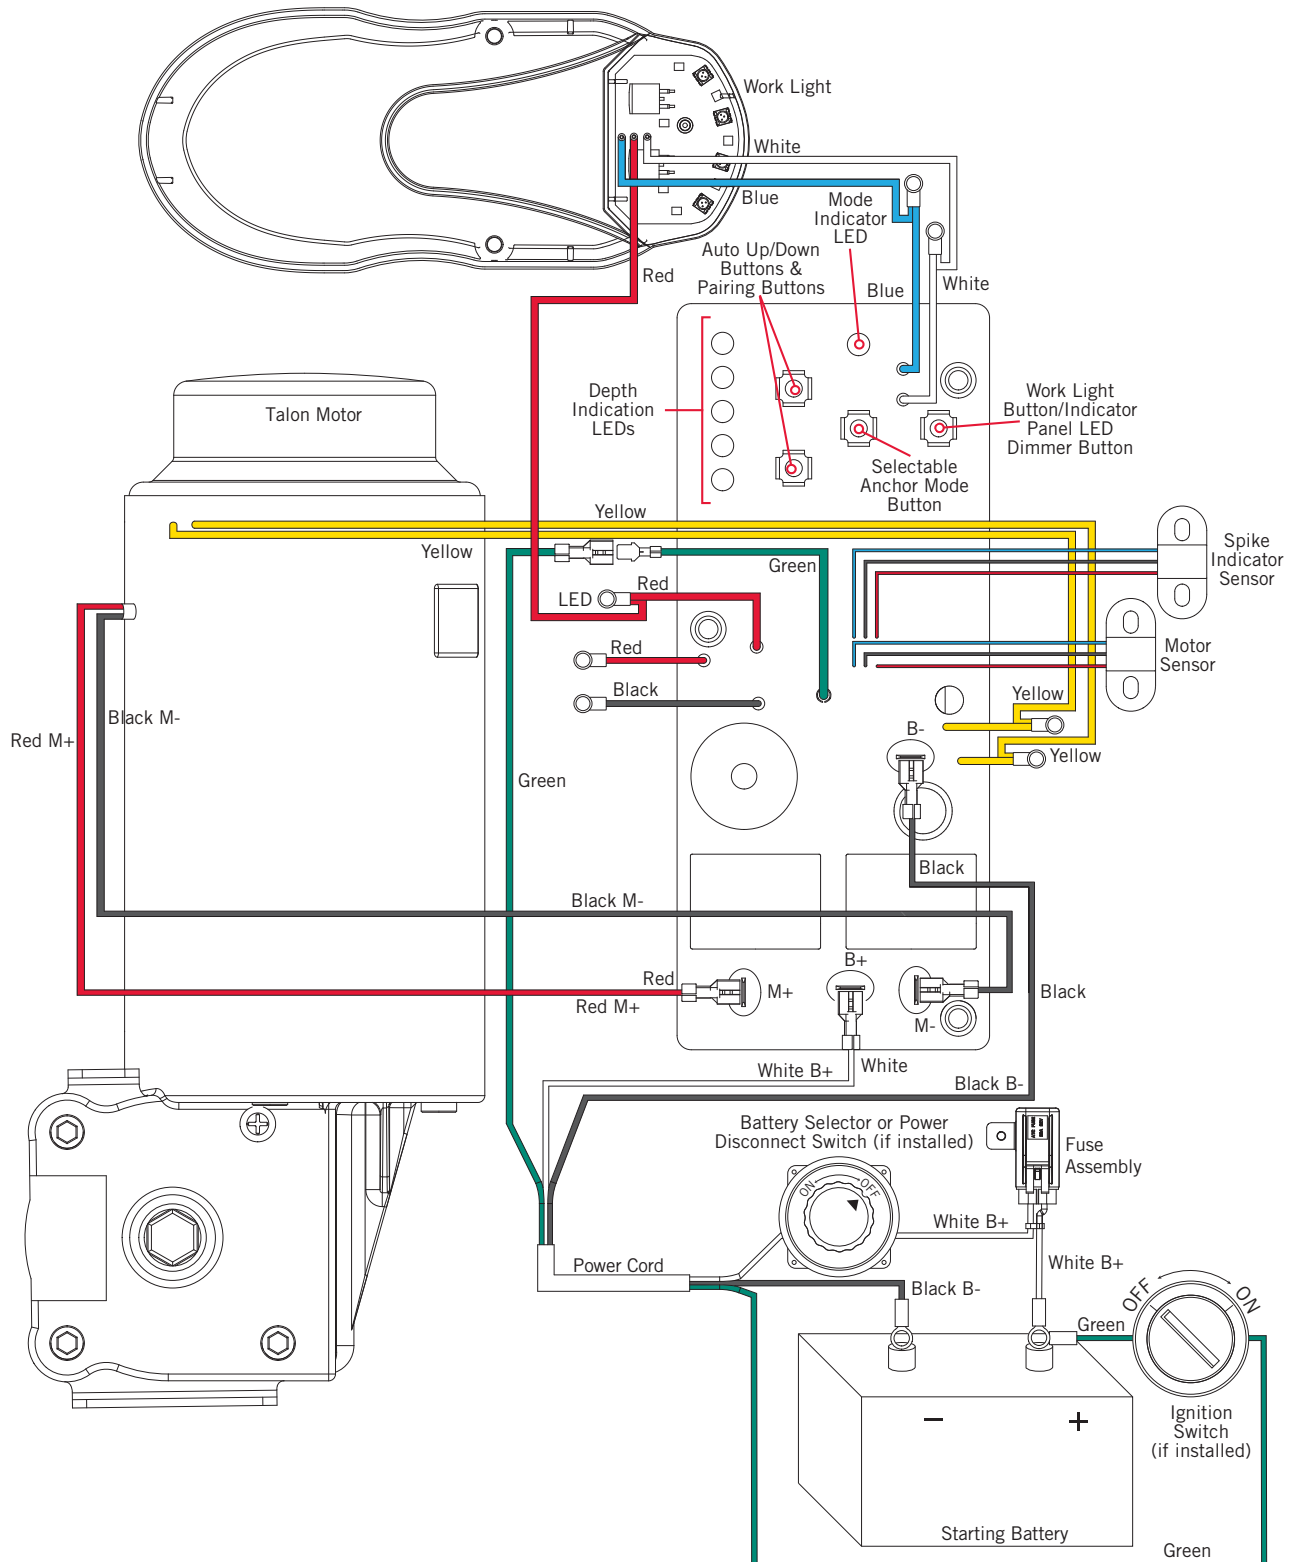 Work Light
White
Blue
Mode
Indicator
LED
Auto Up/Down
Buttons &
Pairing Buttons
Red
Blue
White
Talon Motor
Depth
Indication
LEDs
Work Light
Button/Indicator
Panel LED
Dimmer Button
Selectable
Anchor Mode
Button
Yellow
Yellow
Green
Spike
Indicator
Sensor
LED
Red
Red
Motor
Sensor
Black
Yellow
Black M-
Red M+
B-
Yellow
Green
Black
Black M-
B+
Red
M+
Red M+
M-
Black
White B+
White
Black B-
Battery Selector or Power
Disconnect Switch (if installed)
Fuse
Assembly
ON
OFF
White B+
Power Cord
White B+
Black B-
OFF
ON
Green
Ignition
Switch
(if installed)
−
+
Starting Battery
Green